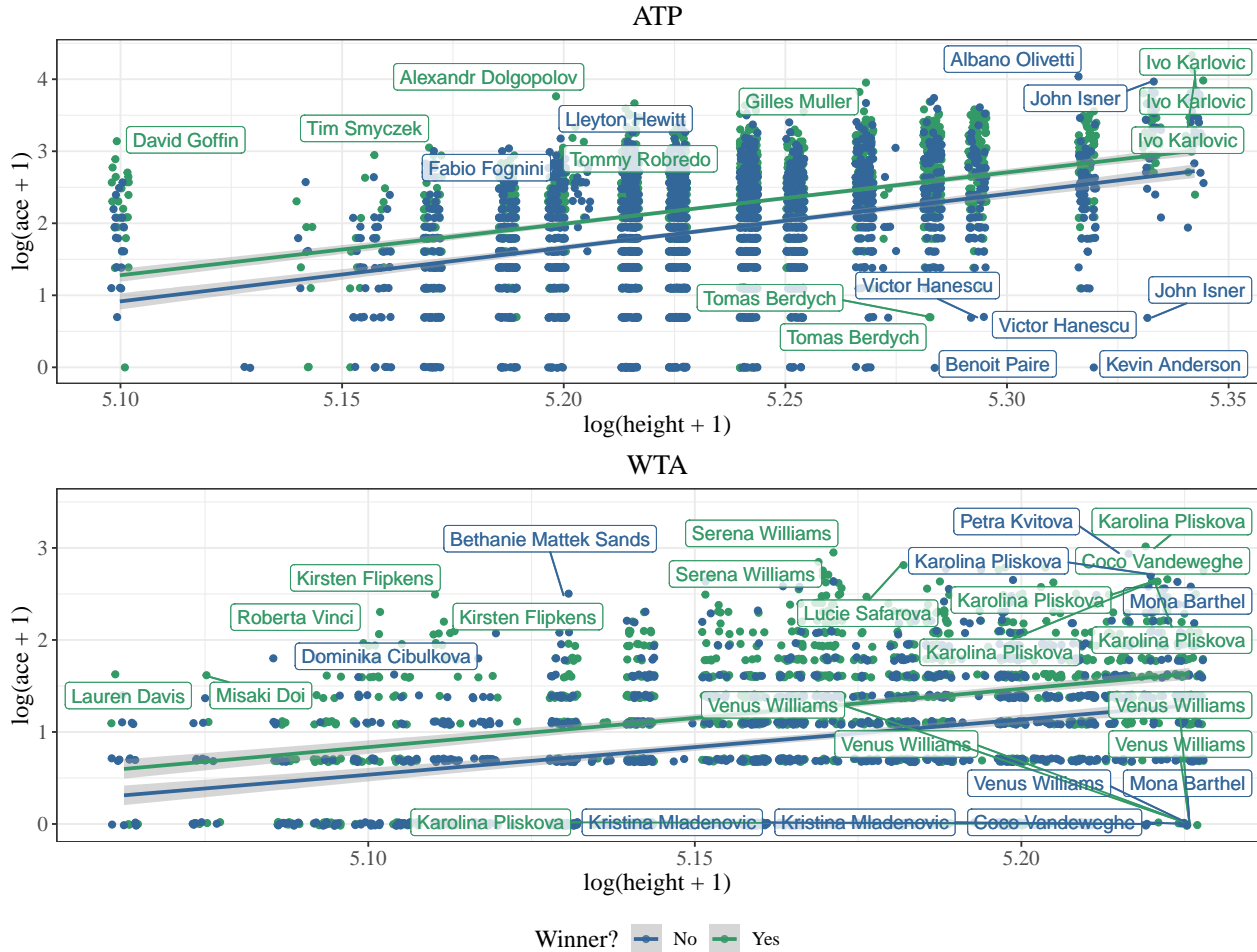 ATP
Albano Olivetti
Ivo Karlovic
Alexandr Dolgopolov
John Isner
Ivo Karlovic
Gilles Muller
Lleyton Hewitt
Tim Smyczek
David Goffin
Ivo Karlovic
Fabio Fognini
Tommy Robredo
Victor Hanescu
John Isner
Tomas Berdych
Victor Hanescu
Tomas Berdych
Benoit Paire
Kevin Anderson
4
3
2
1
0
log(ace + 1)
5.10 5.15 5.20 5.25 5.30 5.35
log(height + 1)
WTA
Petra Kvitova
Karolina Pliskova
Bethanie Mattek Sands
Serena Williams
Karolina Pliskova
Coco Vandeweghe
Serena Williams
Kirsten Flipkens
Karolina Pliskova
Mona Barthel
Lucie Safarova
Roberta Vinci
Kirsten Flipkens
Karolina Pliskova
Karolina Pliskova
Dominika Cibulkova
Lauren Davis
Misaki Doi
Venus Williams
Venus Williams
Venus Williams
Venus Williams
Venus Williams
Mona Barthel
Karolina Pliskova
Kristina Mladenovic
Kristina Mladenovic
Coco Vandeweghe
3
2
1
0
log(ace + 1)
5.10 5.15 5.20
log(height + 1)
Winner? No Yes